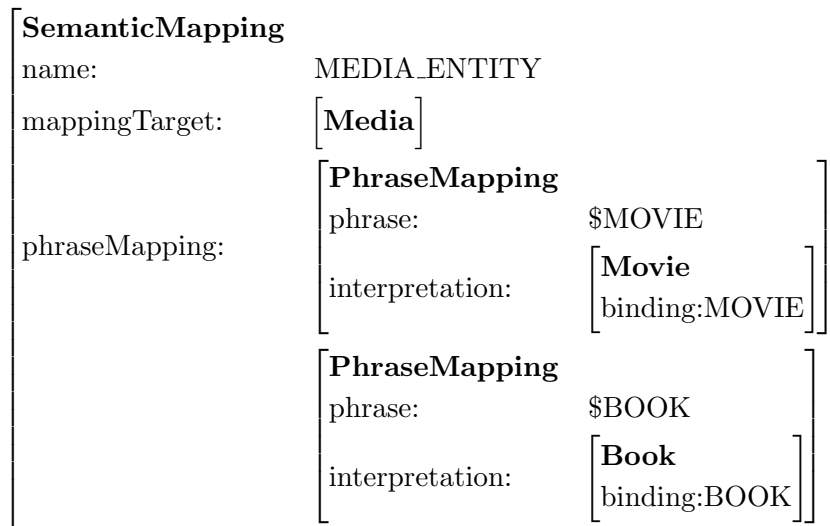 SemanticMapping
name: MEDIA_ENTITY
mappingTarget: [Media]
PhraseMapping
phrase: $MOVIE
phraseMapping:
interpretation:
Movie
binding:MOVIE
PhraseMapping
phrase: $BOOK
interpretation:
Book
binding:BOOK